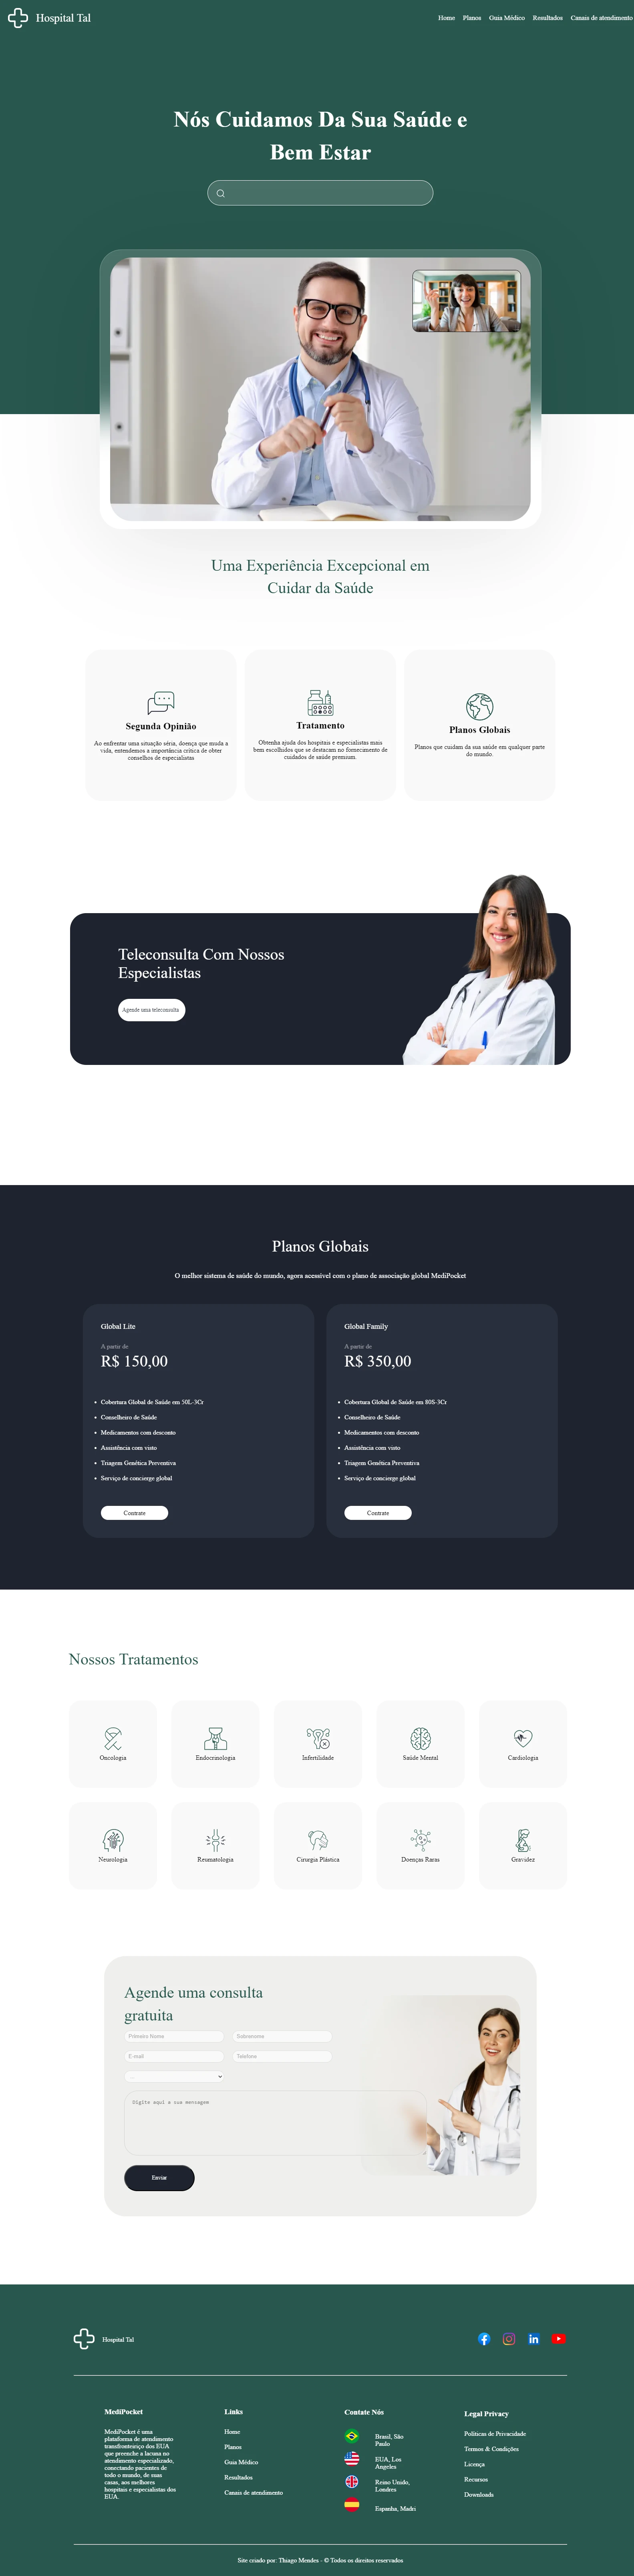 Hospital Tal
Home Planos Guia Médico Resultados Canais de atendimento
Nós Cuidamos Da Sua Saúde e
Bem Estar
Uma Experiência Excepcional em
Cuidar da Saúde
Segunda Opinião
Ao enfrentar uma situação séria, doença que muda a
vida, entendemos a importância crítica de obter
conselhos de especialistas
Tratamento
Obtenha ajuda dos hospitais e especialistas mais
bem escolhidos que se destacam no fornecimento de
cuidados de saúde premium.
Planos Globais
Planos que cuidam da sua saúde em qualquer parte
do mundo.
Teleconsulta Com Nossos
Especialistas
Agende uma teleconsulta
Planos Globais
O melhor sistema de saúde do mundo, agora acessível com o plano de associação global MediPocket
Global Lite
A partir de
R$ 150,00
Cobertura Global de Saúde em 50L-3Cr
Conselheiro de Saúde
Medicamentos com desconto
Assistência com visto
Triagem Genética Preventiva
Serviço de concierge global
Contrate
Global Family
A partir de
R$ 350,00
Cobertura Global de Saúde em 80S-3Cr
Conselheiro de Saúde
Medicamentos com desconto
Assistência com visto
Triagem Genética Preventiva
Serviço de concierge global
Contrate
Nossos Tratamentos
Oncologia
Endocrinologia
Infertilidade
Saúde Mental
Cardiologia
Neurologia
Reumatologia
Cirurgia Plástica
Doenças Raras
Gravidez
Agende uma consulta
gratuita
Primeiro Nome
Sobrenome
E-mail
Telefone
Digite aqui a sua mensagem
Enviar
Hospital Tal
MediPocket
MediPocket é uma
plataforma de atendimento
transfronteiriço dos EUA
que preenche a lacuna no
atendimento especializado,
conectando pacientes de
todo o mundo, de suas
casas, aos melhores
hospitais e especialistas dos
EUA.
Links
Home
Planos
Guia Médico
Resultados
Canais de atendimento
Contate Nós
Brasil, São
Paulo
EUA, Los
Angeles
Reino Unido,
Londres
Espanha, Madri
Legal Privacy
Políticas de Privacidade
Termos & Condições
Licença
Recursos
Downloads
Site criado por: Thiago Mendes - © Todos os direitos reservados